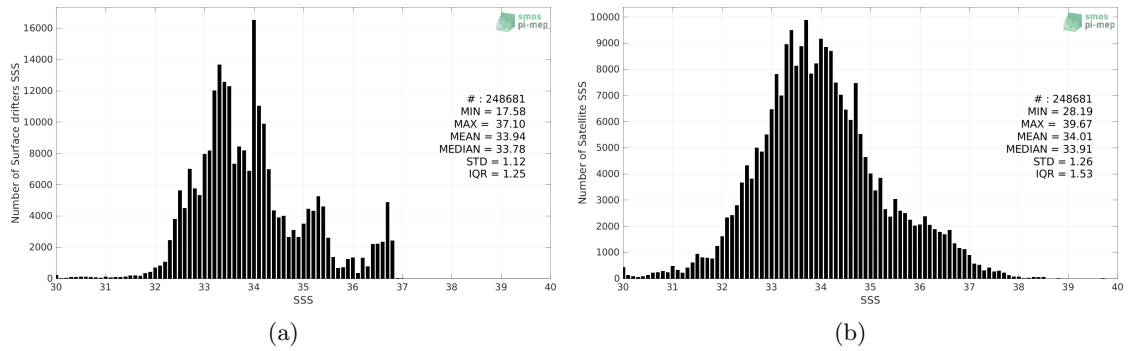 smos
pi-mep
Number of Surface drifters SSS
16000
14000
12000
10000
8000
6000
4000
2000
0
# : 248681
MIN = 17.58
MAX = 37.10
MEAN = 33.94
MEDIAN = 33.78
STD = 1.12
IQR = 1.25
30 31 32 33 34 35 36 37 38 39 40
SSS
(a)
smos
pi-mep
Number of Satellite SSS
10000
9000
8000
7000
6000
5000
4000
3000
2000
1000
0
# : 248681
MIN = 28.19
MAX = 39.67
MEAN = 34.01
MEDIAN = 33.91
STD = 1.26
IQR = 1.53
30 31 32 33 34 35 36 37 38 39 40
SSS
(b)